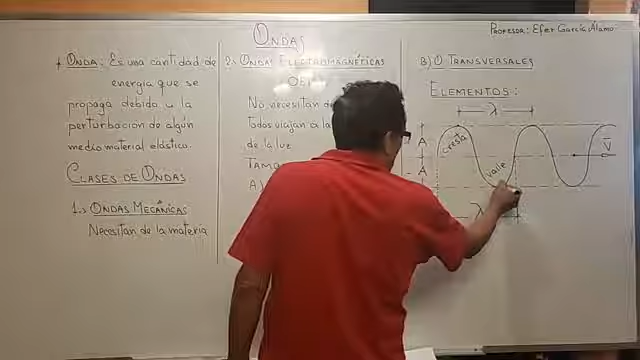 ONDAS
PROFESOR: EFER GARCÍA ÁLAMO
ONDA: Es una cantidad de
energía que se
propaga debido a la
perturbación de algún
medio material elástico.
CLASES DE ONDAS
1.) ONDAS MECÁNICAS
Necesitan de la materia
2.) ONDAS ELECTROMAGNÉTICAS
No necesitan de
Todos viajan a la
de la luz
A)
B) ① TRANSVERSALES
ELEMENTOS:
λ
A
A
cresta
valle
V
λ